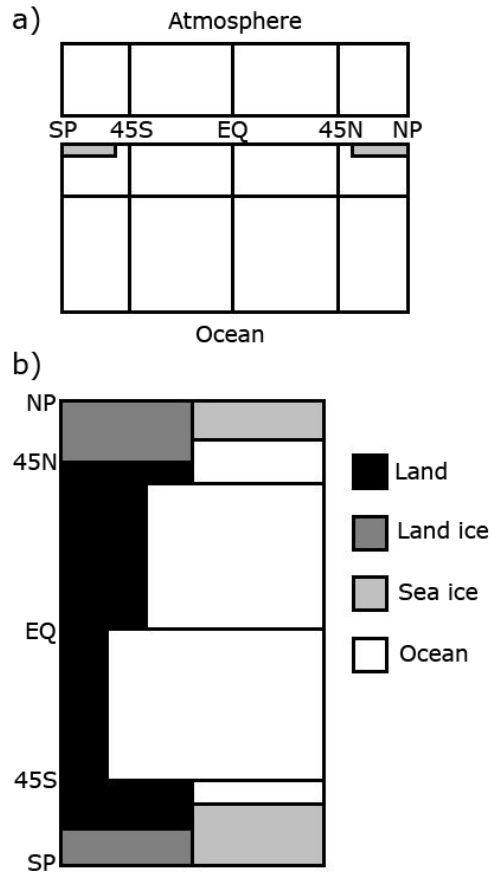 a)
Atmosphere
SP 45S EQ 45N NP
Ocean
b)
NP
45N
EQ
45S
SP
Land
Land ice
Sea ice
Ocean